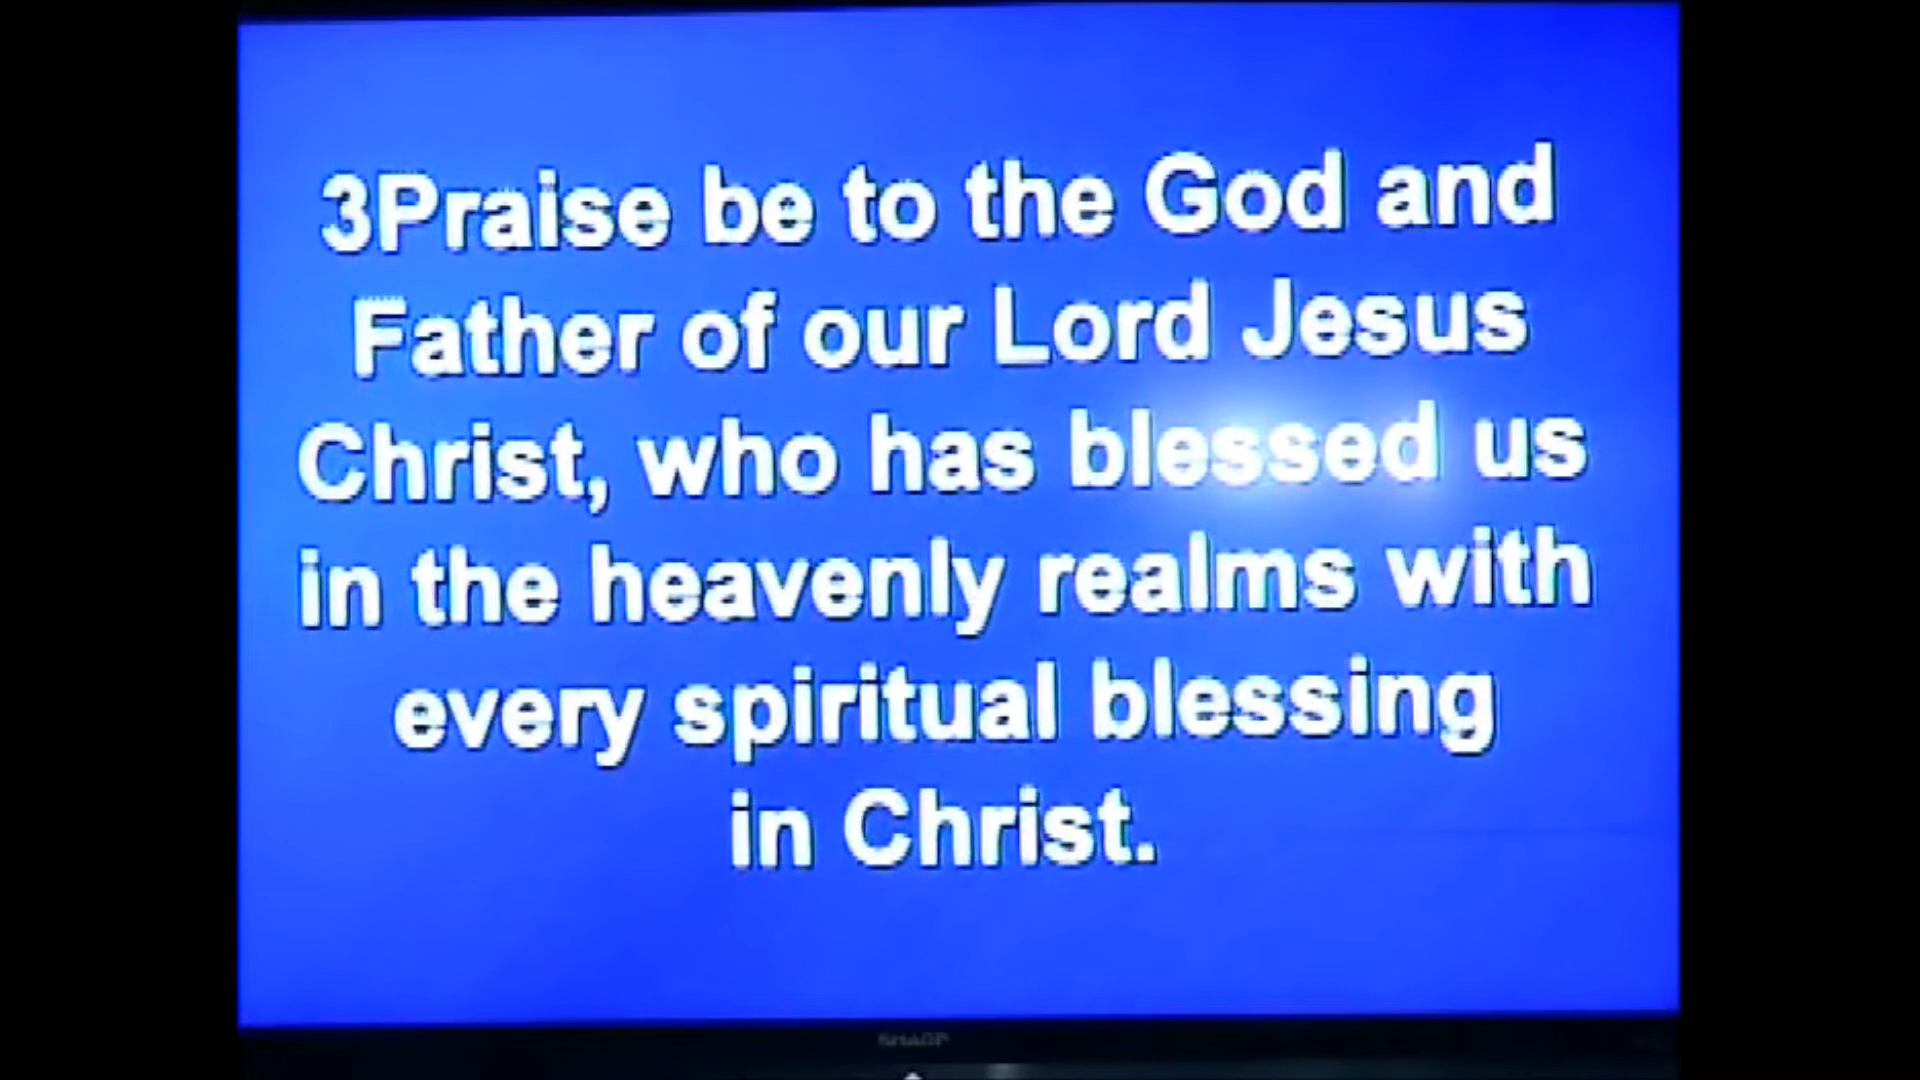 3Praise be to the God and
Father of our Lord Jesus
Christ, who has blessed us
in the heavenly realms with
every spiritual blessing
in Christ.
SHARP